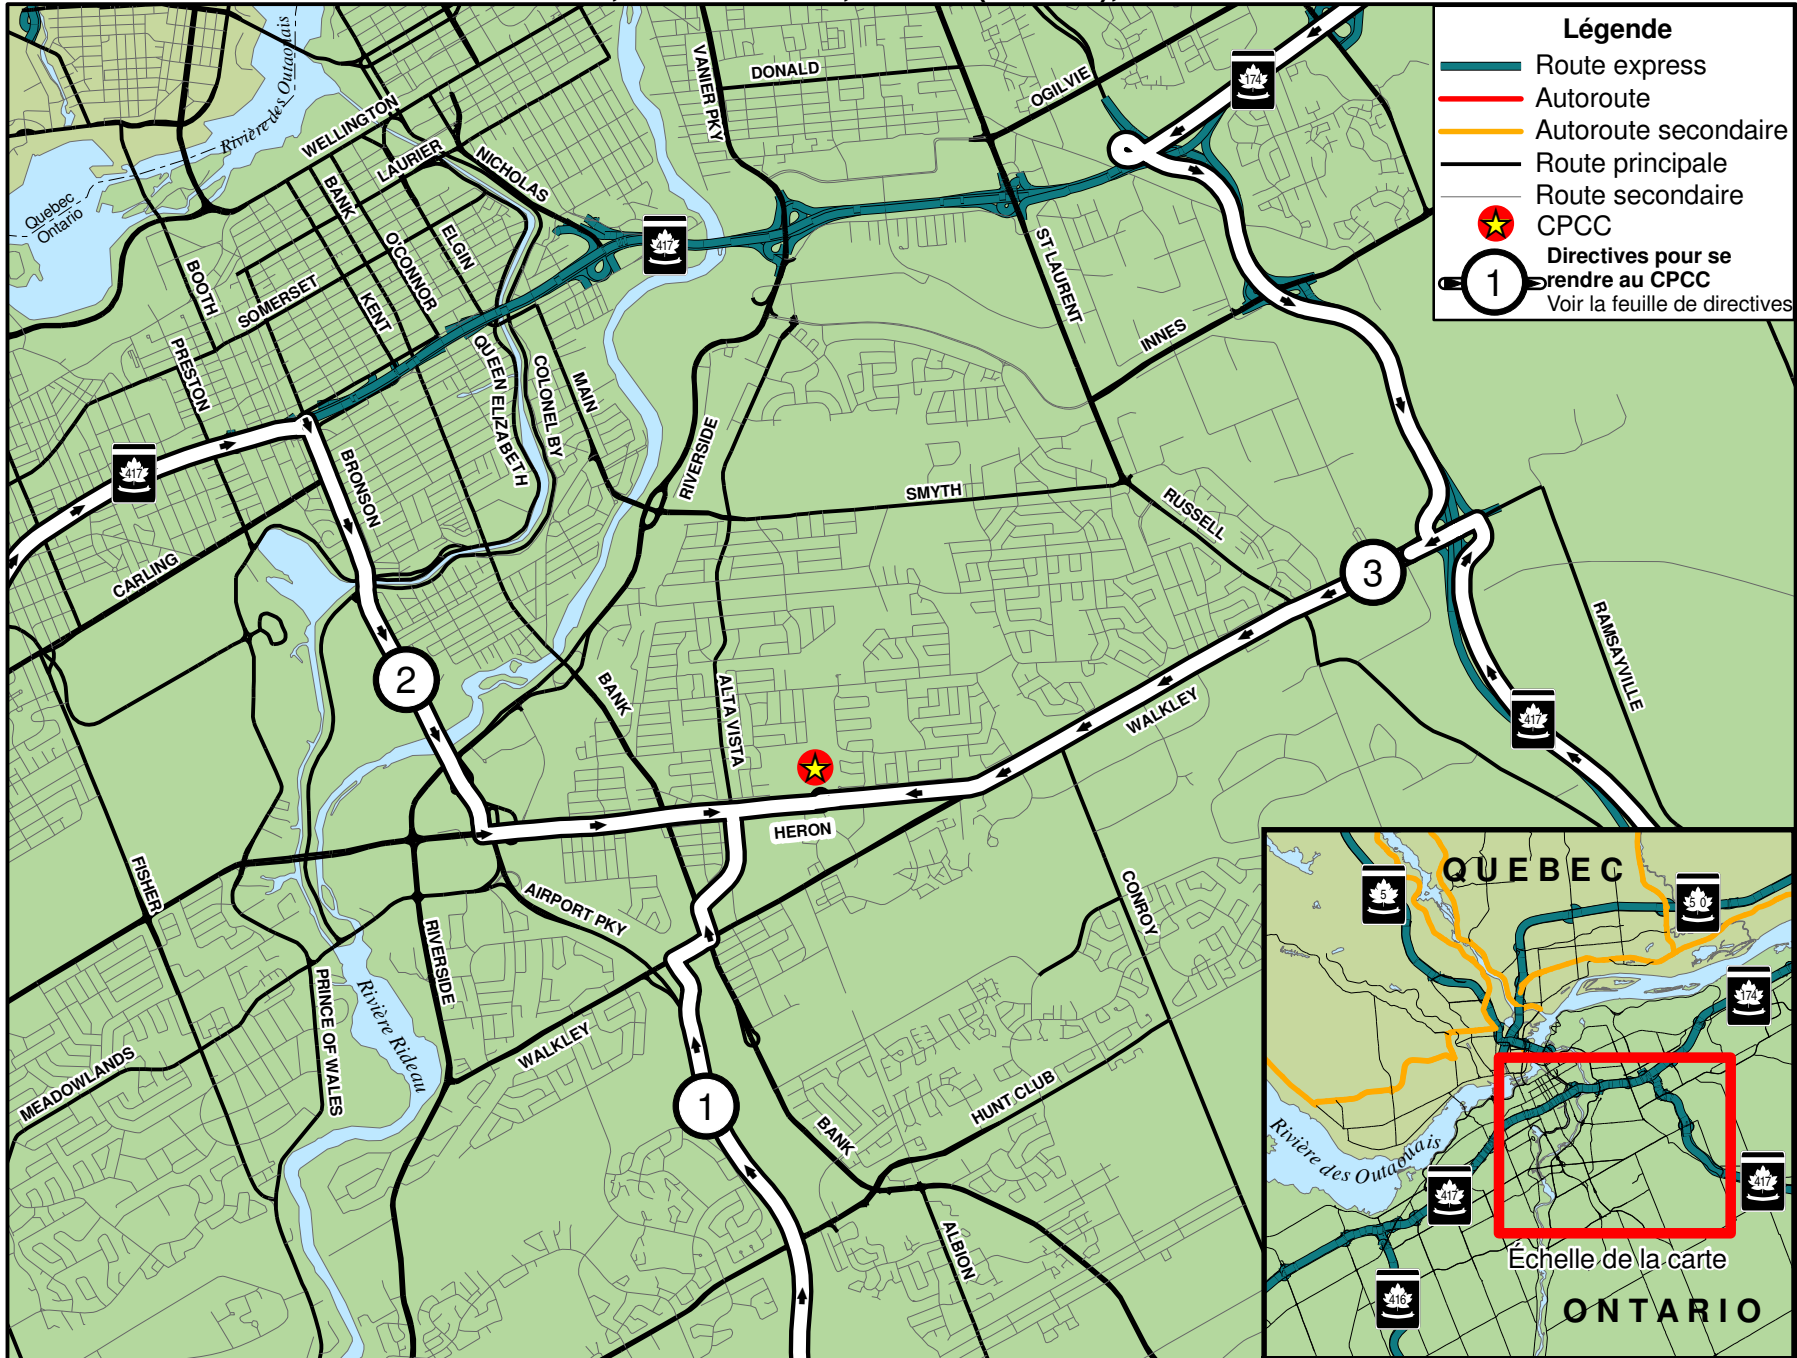 Légende
Route express
Autoroute
Autoroute secondaire
Route principale
Route secondaire
CPCC
1
Directives pour se
rendre au CPCC
Voir la feuille de directives
Rivière des Outaouais
Quebec
Ontario
WELLINGTON
LAURIER
NICHOLAS
BANK
O'CONNOR
ELGIN
KENT
BOOTH
SOMERSET
PRESTON
QUEEN ELIZABETH
COLONEL BY
MAIN
VANIER PKY
DONALD
OGILVIE
174
417
ST LAURENT
INNES
RIVERSIDE
417
BRONSON
CARLING
SMYTH
RUSSELL
3
RAMSAYVILLE
2
BANK
ALTA VISTA
WALKLEY
417
HERON
FISHER
AIRPORT PKY
RIVERSIDE
CONROY
PRINCE OF WALES
Rivière Rideau
WALKLEY
MEADOWLANDS
1
BANK
HUNT CLUB
ALBION
QUEBEC
5
50
174
Rivière des Outaouais
417
417
Échelle de la carte
416
ONTARIO